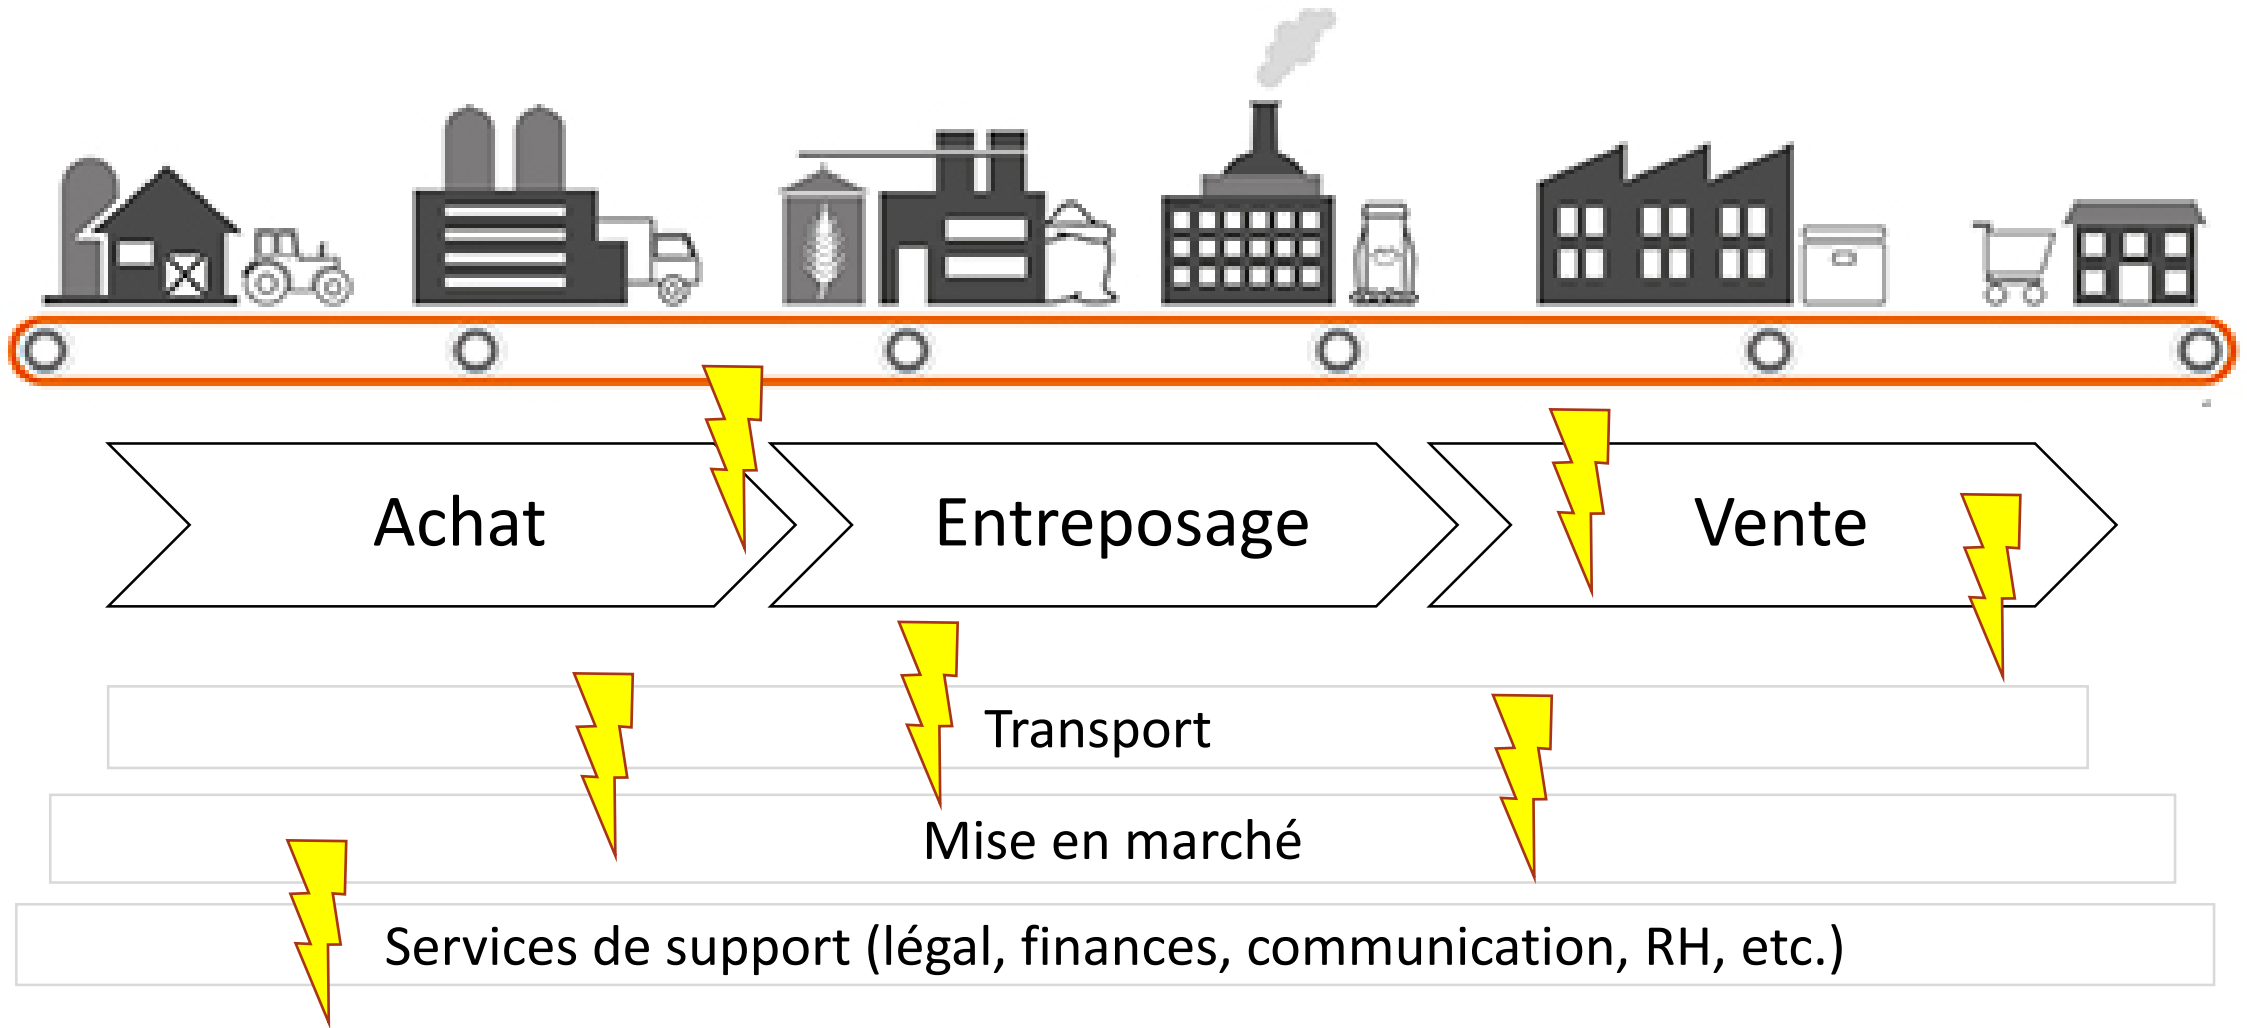 Achat
Entreposage
Vente
Transport
Mise en marché
Services de support (légal, finances, communication, RH, etc.)